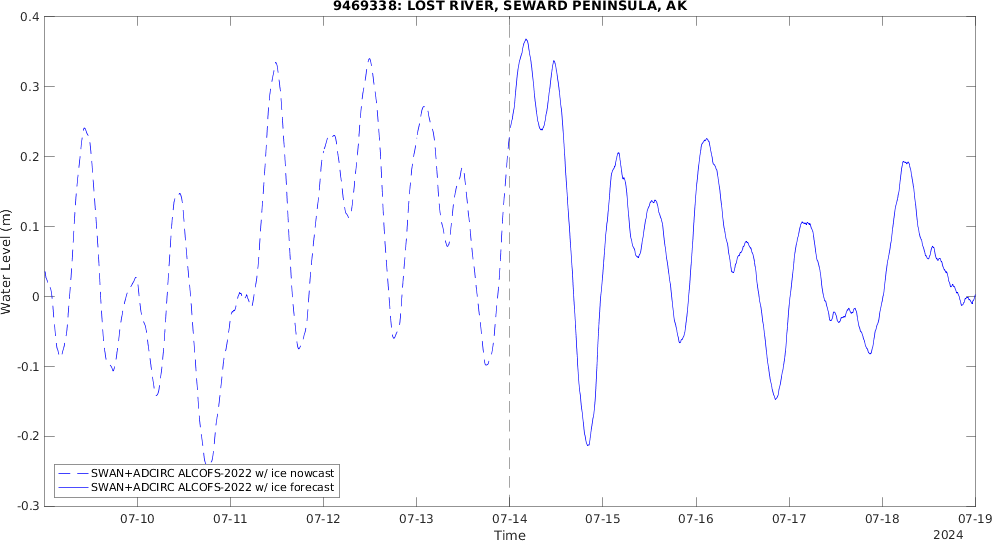 9469338: LOST RIVER, SEWARD PENINSULA, AK
0.4
0.3
0.2
0.1
0
-0.1
-0.2
-0.3
Water Level (m)
SWAN+ADCIRC ALCOFS-2022 w/ ice nowcast
SWAN+ADCIRC ALCOFS-2022 w/ ice forecast
07-10 07-11 07-12 07-13 07-14 07-15 07-16 07-17 07-18 07-19
Time
2024